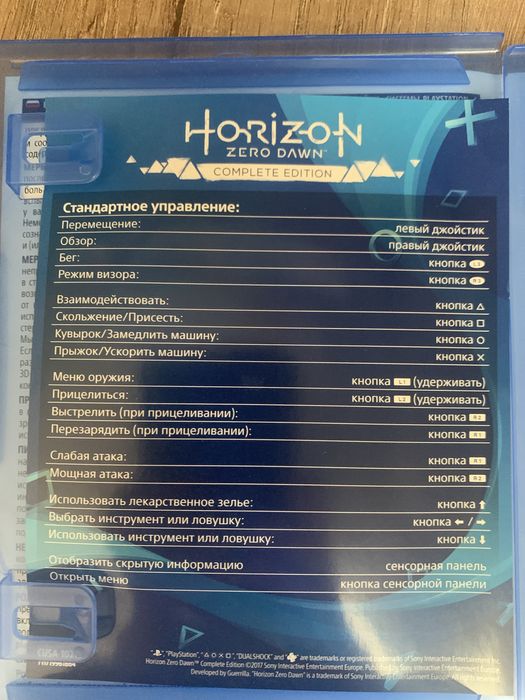 СИСТЕМЫ PLAYSTATION
HORIZON
ZERO DAWN™
COMPLETE EDITION
Стандартное управление:
Перемещение: левый джойстик
Обзор: правый джойстик
Бег: кнопка L3
Режим визора: кнопка R3
Взаимодействовать: кнопка △
Скольжение/Присесть: кнопка □
Кувырок/Замедлить машину: кнопка ○
Прыжок/Ускорить машину: кнопка ✕
Меню оружия: кнопка L1 (удерживать)
Прицелиться: кнопка L2 (удерживать)
Выстрелить (при прицеливании): кнопка R2
Перезарядить (при прицеливании): кнопка R1
Слабая атака: кнопка R1
Мощная атака: кнопка R2
Использовать лекарственное зелье: кнопка ↑
Выбрать инструмент или ловушку: кнопка ← / →
Использовать инструмент или ловушку: кнопка ↓
Отобразить скрытую информацию сенсорная панель
Открыть меню кнопка сенсорной панели
"PlayStation", "△○✕□", "DUALSHOCK" and are trademarks or registered trademarks of Sony Interactive Entertainment Inc.
Horizon Zero Dawn™ Complete Edition ©2017 Sony Interactive Entertainment Europe. Published by Sony Interactive Entertainment Europe.
Developed by Guerrilla. "Horizon Zero Dawn" is a trademark of Sony Interactive Entertainment Europe.
CUSA